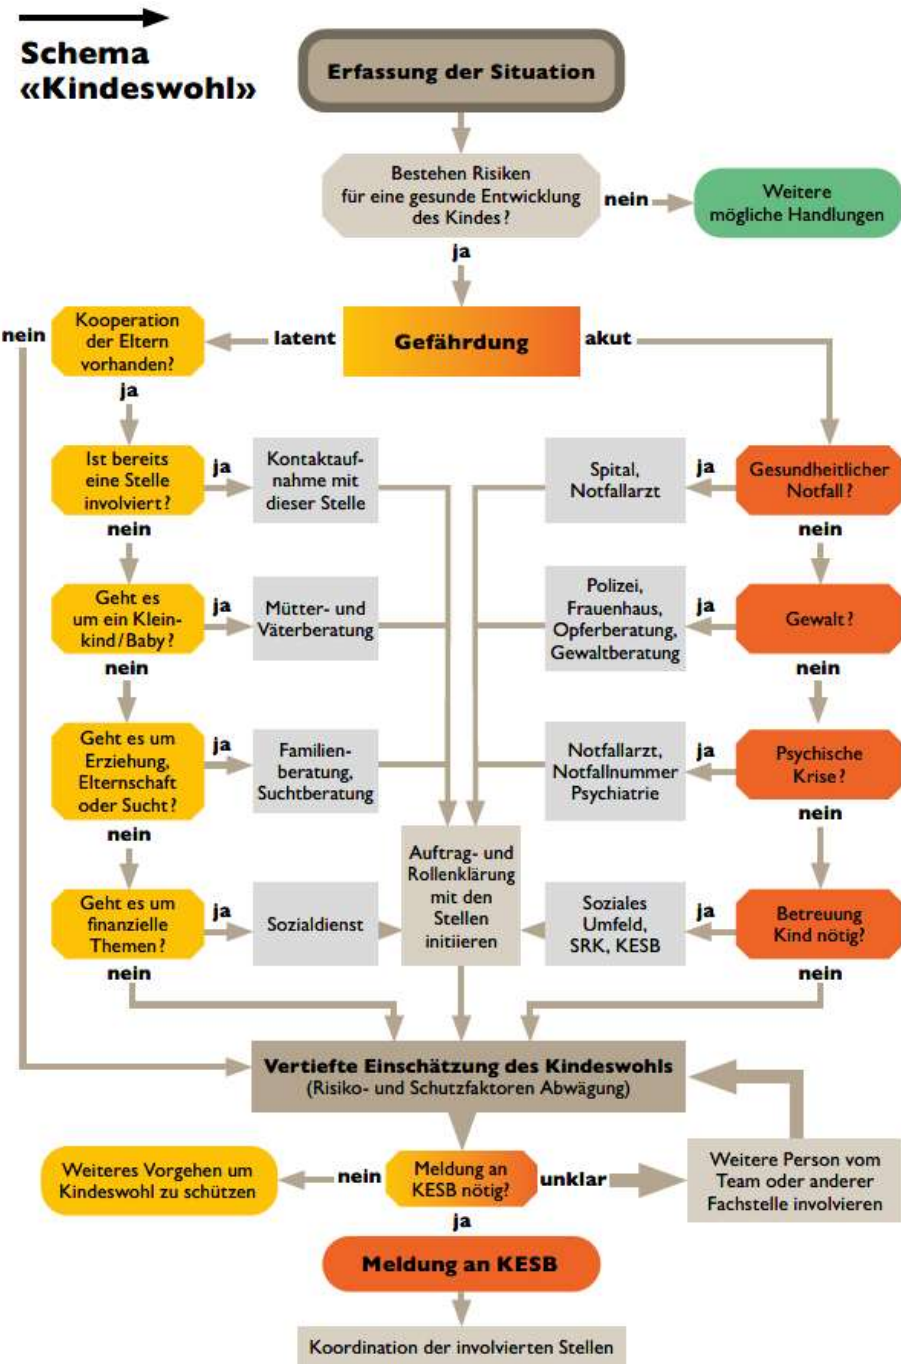 Schema
«Kindeswohl»
Erfassung der Situation
Bestehen Risiken
für eine gesunde Entwicklung
des Kindes?
nein
Weitere
mögliche Handlungen
ja
nein
Kooperation
der Eltern
vorhanden?
latent
Gefährdung
akut
ja
Ist bereits
eine Stelle
involviert?
ja
Kontaktauf-
nahme mit
dieser Stelle
Spital,
Notfallarzt
ja
Gesundheitlicher
Notfall?
nein
nein
Geht es
um ein Klein-
kind/Baby?
ja
Mütter- und
Väterberatung
Polizei,
Frauenhaus,
Opferberatung,
Gewaltberatung
ja
Gewalt?
nein
nein
Geht es um
Erziehung,
Elternschaft
oder Sucht?
ja
Familien-
beratung,
Suchtberatung
Notfallarzt,
Notfallnummer
Psychiatrie
ja
Psychische
Krise?
nein
nein
Auftrag- und
Rollenklärung
mit den
Stellen
initiieren
Geht es um
finanzielle
Themen?
ja
Sozialdienst
Soziales
Umfeld,
SRK, KESB
ja
Betreuung
Kind nötig?
nein
nein
Vertiefte Einschätzung des Kindeswohls
(Risiko- und Schutzfaktoren Abwägung)
Weiteres Vorgehen um
Kindeswohl zu schützen
nein
Meldung an
KESB nötig?
unklar
Weitere Person vom
Team oder anderer
Fachstelle involvieren
ja
Meldung an KESB
Koordination der involvierten Stellen